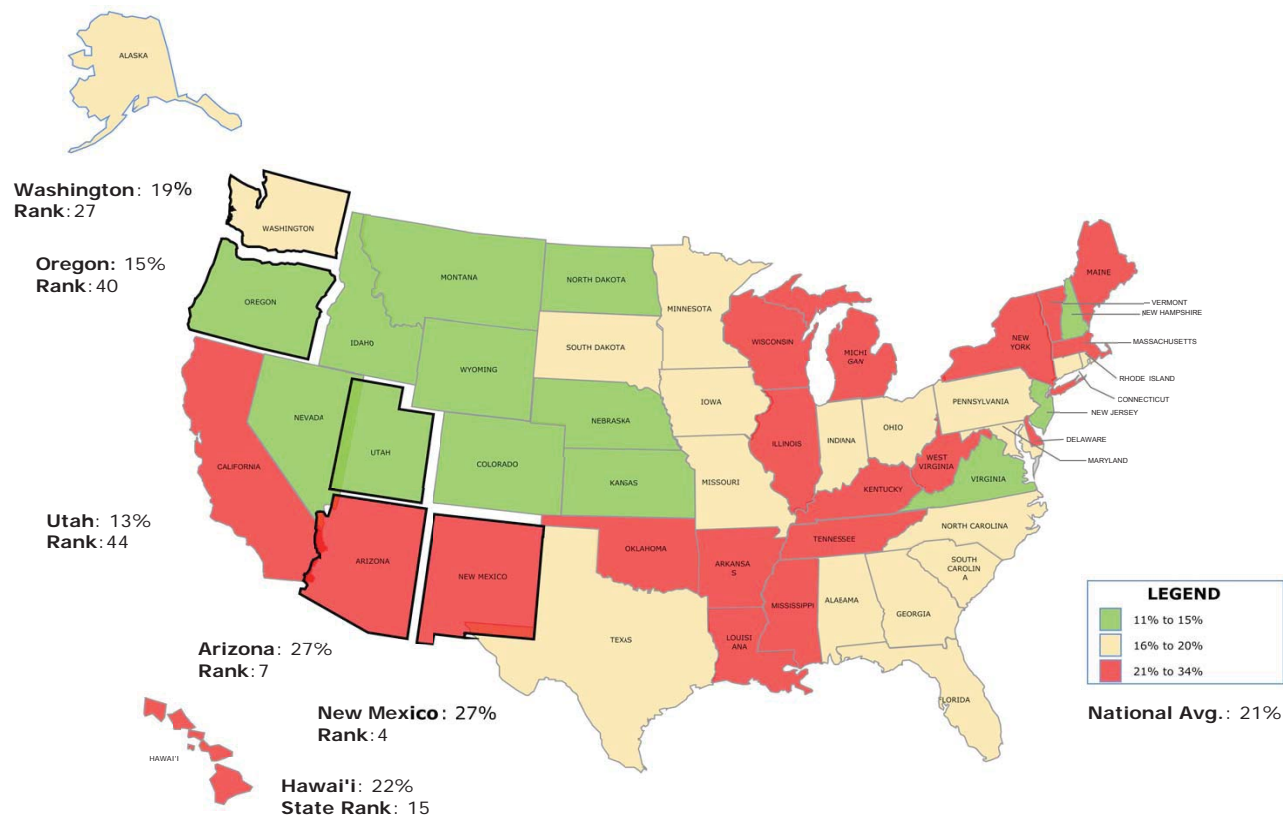 ALASKA
Washington: 19%
Rank: 27
WASHINGTON
Oregon: 15%
Rank: 40
OREGON
MONTANA
NORTH DAKOTA
MINNESOTA
MAINE
VERMONT
NEW HAMPSHIRE
IDAHO
SOUTH DAKOTA
WISCONSIN
MICHI
GAN
NEW
YORK
MASSACHUSETTS
WYOMING
RHODE ISLAND
CONNECTICUT
NEW JERSEY
IOWA
PENNSYLVANIA
NEVADA
NEBRASKA
OHIO
INDIANA
ILLINOIS
DELAWARE
MARYLAND
UTAH
CALIFORNIA
COLORADO
KANSAS
MISSOURI
WEST
VIRGINIA
VIRGINIA
KENTUCKY
Utah: 13%
Rank: 44
NORTH CAROLINA
TENNESSEE
OKLAHOMA
ARIZONA
NEW MEXICO
ARKANSA
S
SOUTH
CAROLIN
A
MISSISSIPPI
ALABAMA
GEORGIA
LEGEND
11% to 15%
16% to 20%
21% to 34%
TEXAS
LOUISI
ANA
Arizona: 27%
Rank: 7
FLORIDA
National Avg.: 21%
New Mexico: 27%
Rank: 4
HAWAI'I
Hawai'i: 22%
State Rank: 15